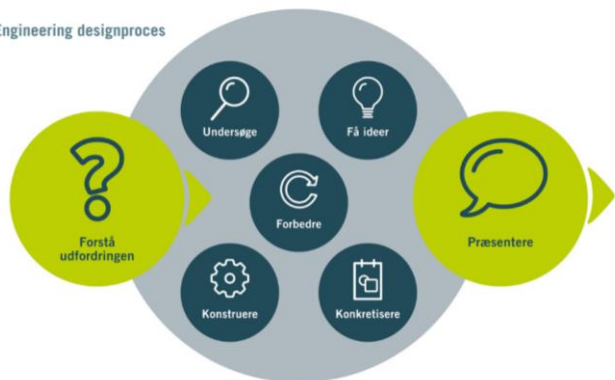 Engineering designproces
Undersøge
Få ideer
Forstå
udfordringen
Forbedre
Præsentere
Konstruere
Konkretisere